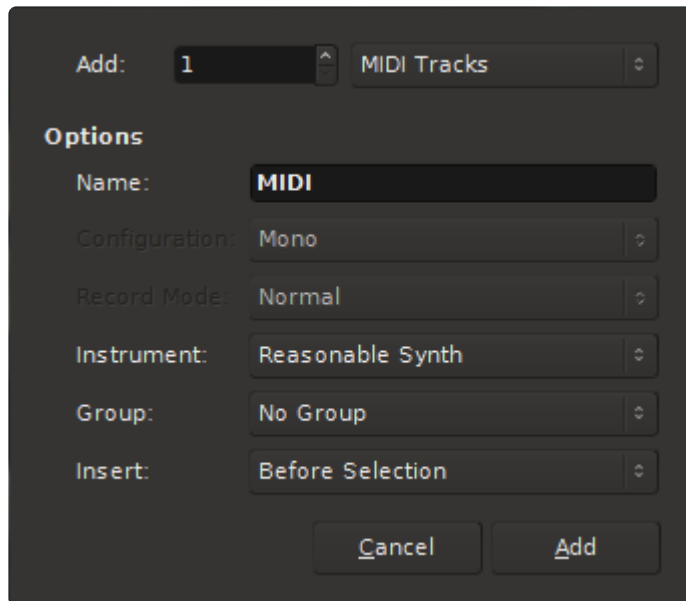 Add: 1 MIDI Tracks
Options
Name: MIDI
Configuration: Mono
Record Mode: Normal
Instrument: Reasonable Synth
Group: No Group
Insert: Before Selection
Cancel Add